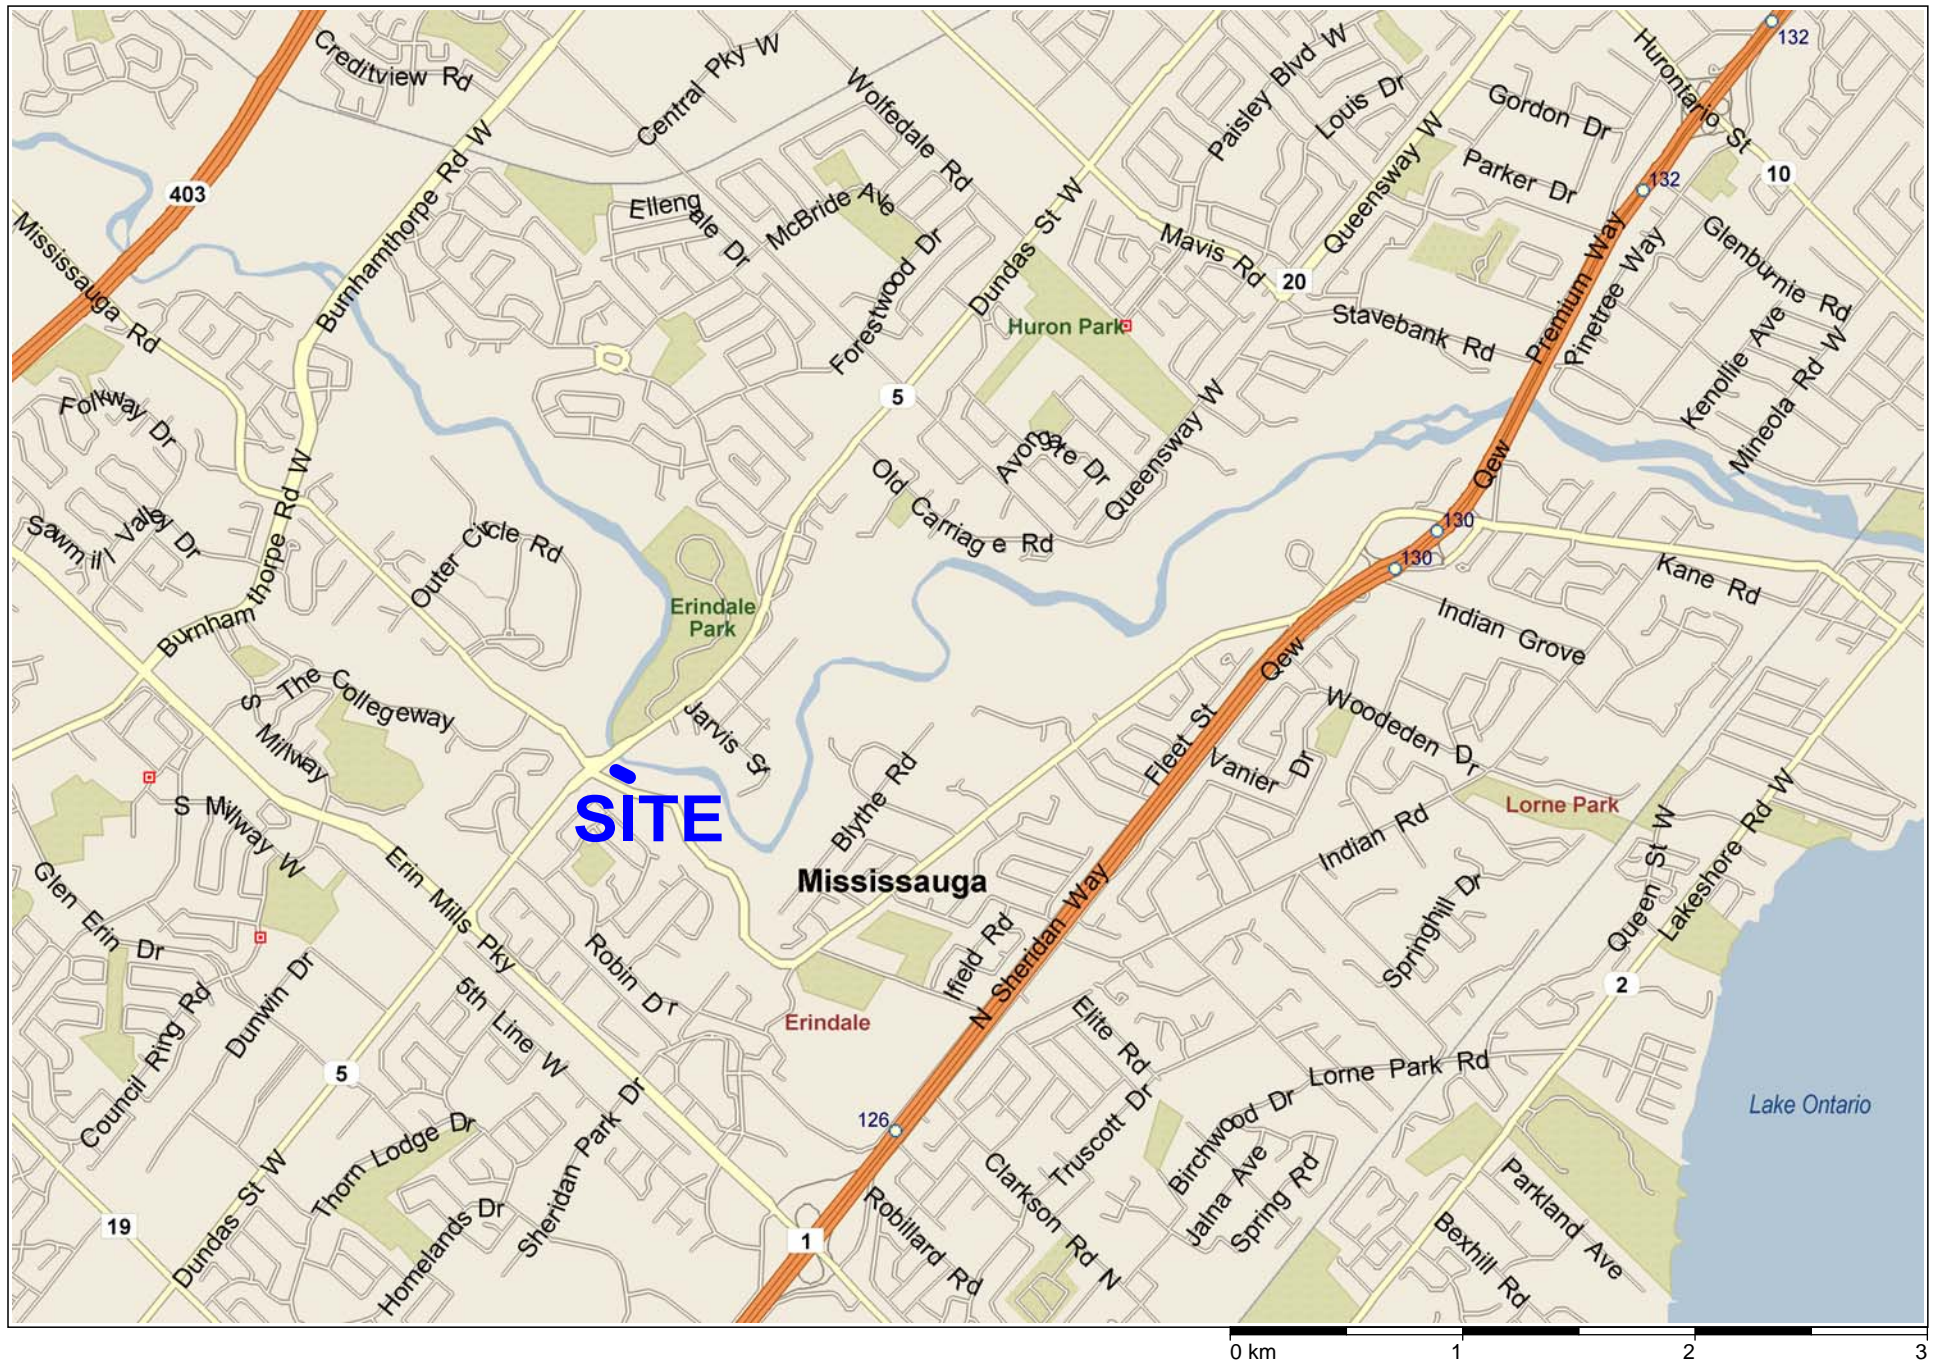 132
Creditview Rd
Central Pky W
Wolfedale Rd
Paisley Blvd W
Louis Dr
Gordon Dr
Hurontario St
Burnhamthorpe Rd W
Queensway W
Parker Dr
132
10
403
Ellengale Dr
McBride Ave
Dundas St W
Mavis Rd
20
Mississauga Rd
Forestwood Dr
Huron Park
Stavebank Rd
Premium Way
Pinetree Way
Glenburnie Rd
Kenollie Ave
Mineola Rd W
Folkway Dr
5
Avongate Dr
Queensway W
Old Carriage Rd
Qew
Sawmill Valley Dr
Burnhamthorpe Rd W
Outer Circle Rd
130
130
Kane Rd
Erindale
Park
Indian Grove
Qew
The Collegeway
S Milway
Jarvis St
Fleet St
Vanier Dr
Woodeden Dr
SITE
S Milway W
Blythe Rd
Lorne Park
Indian Rd
Queen St W
Lakeshore Rd W
Mississauga
Glen Erin Dr
Erin Mills Pky
Robin Dr
Ifield Rd
N Sheridan Way
Springhill Dr
2
Council Ring Rd
Dunwin Dr
5th Line W
Erindale
Elite Rd
Lorne Park Rd
5
126
Truscott Dr
Birchwood Dr
Lake Ontario
Thorn Lodge Dr
Sheridan Park Dr
Jalna Ave
Spring Rd
Parkland Ave
19
Dundas St W
Homelands Dr
1
Robillard Rd
Clarkson Rd N
Bexhill Rd
0 km 1 2 3